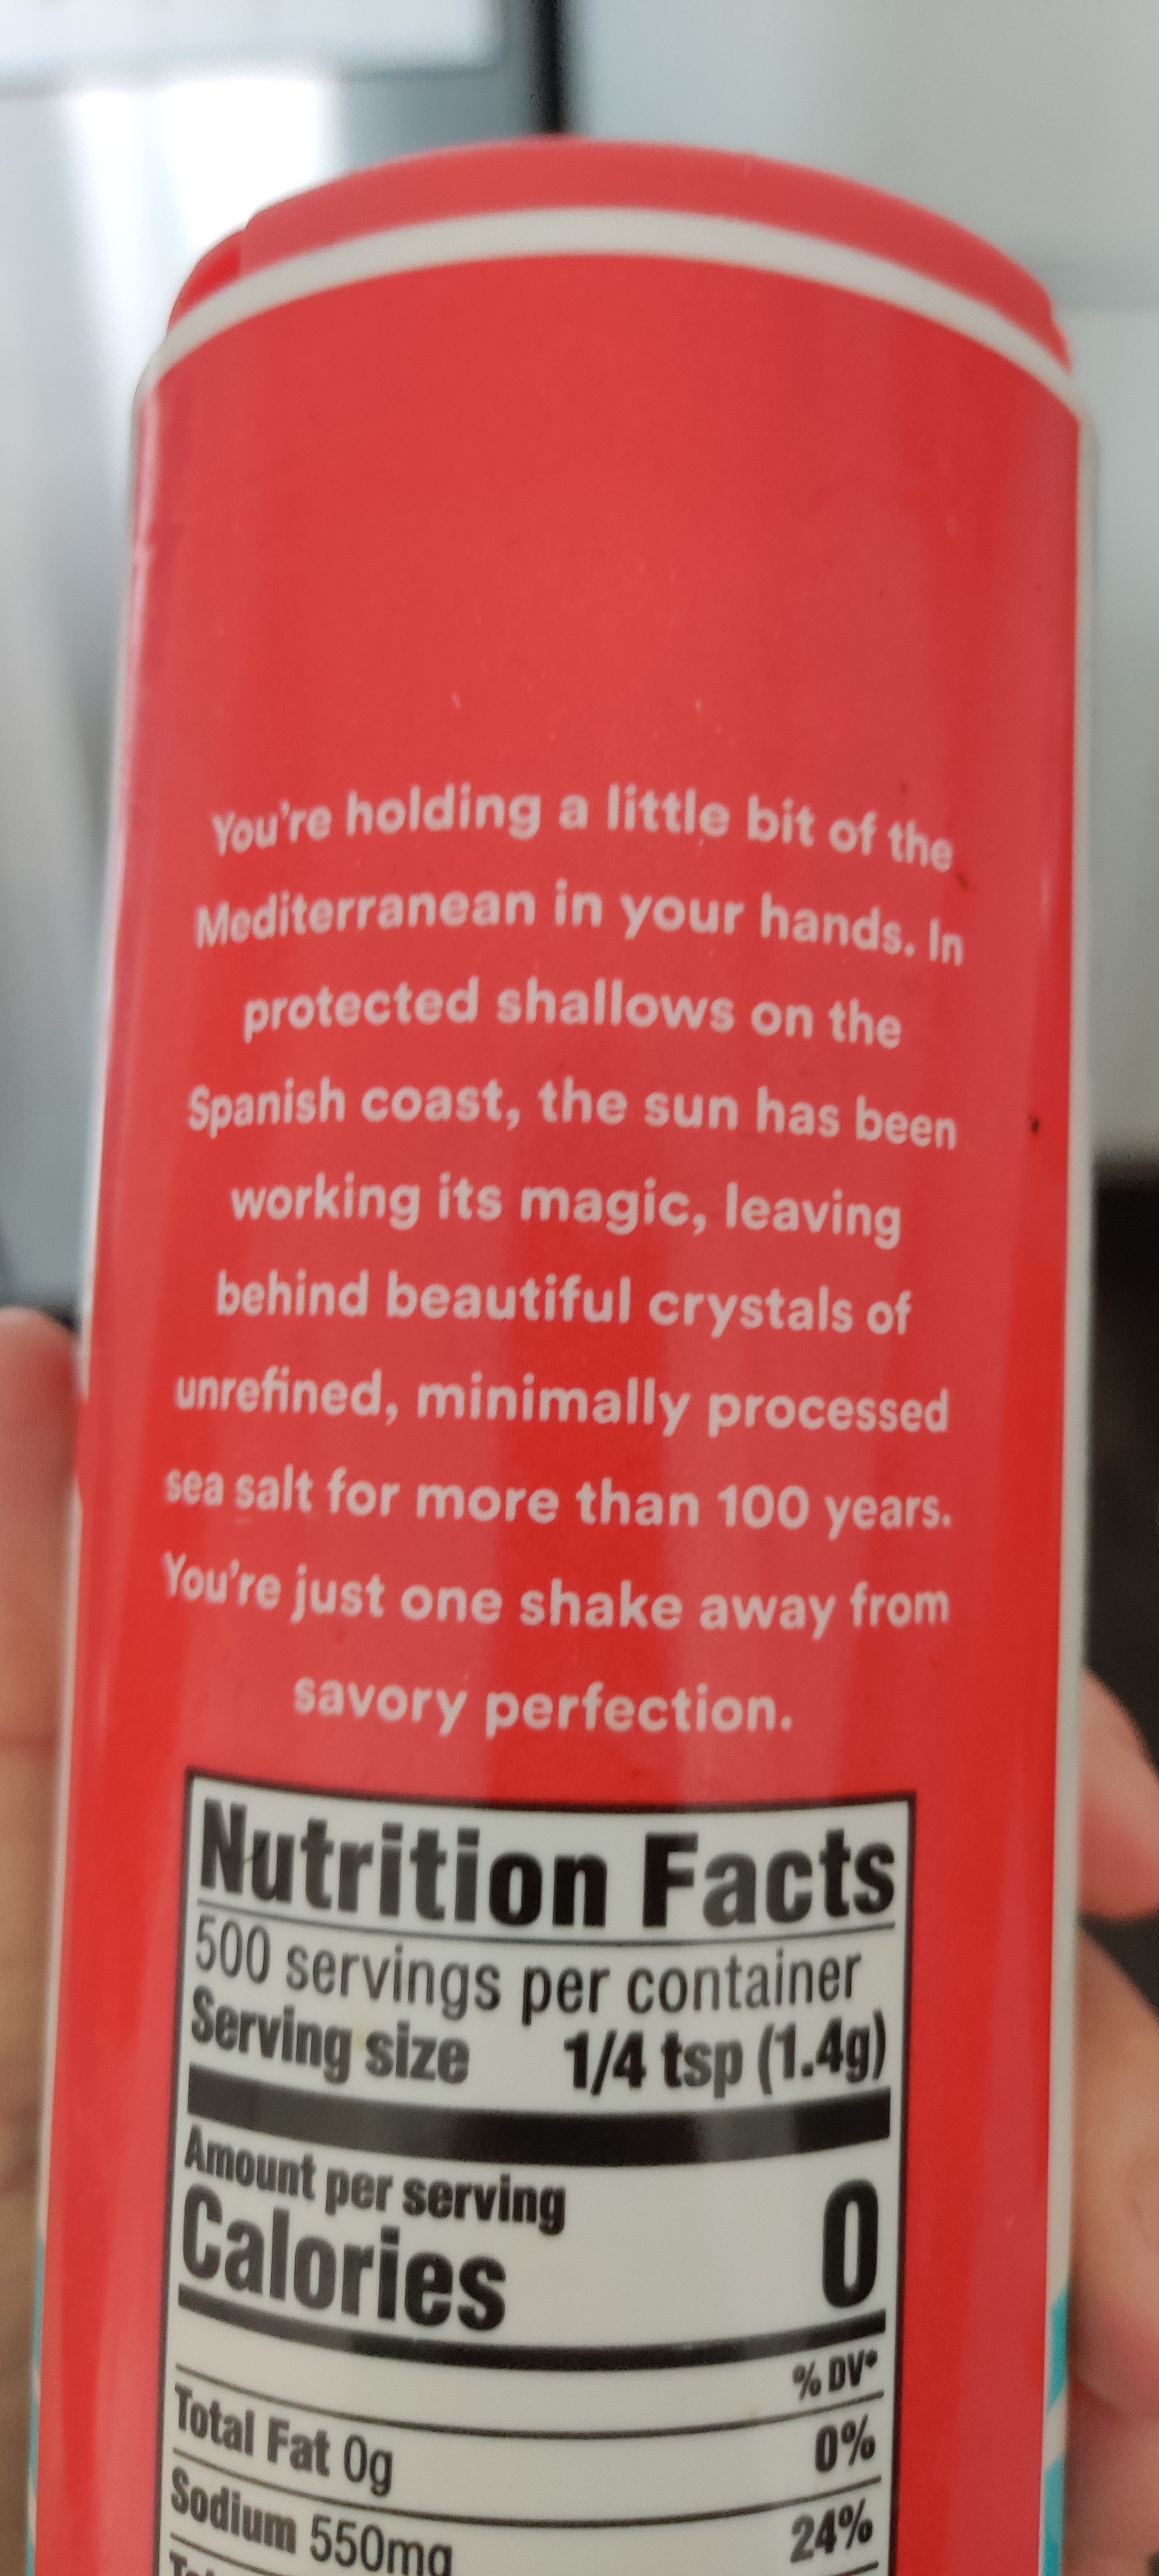 You're holding a little bit of the
Mediterranean in your hands. In
protected shallows on the
Spanish coast, the sun has been
working its magic, leaving
behind beautiful crystals of
unrefined, minimally processed
sea salt for more than 100 years.
You're just one shake away from
savory perfection.
Nutrition Facts
500 servings per container
Serving size 1/4 tsp (1.4g)
Amount per serving
Calories 0
% DV*
Total Fat 0g 0%
Sodium 550mg 24%